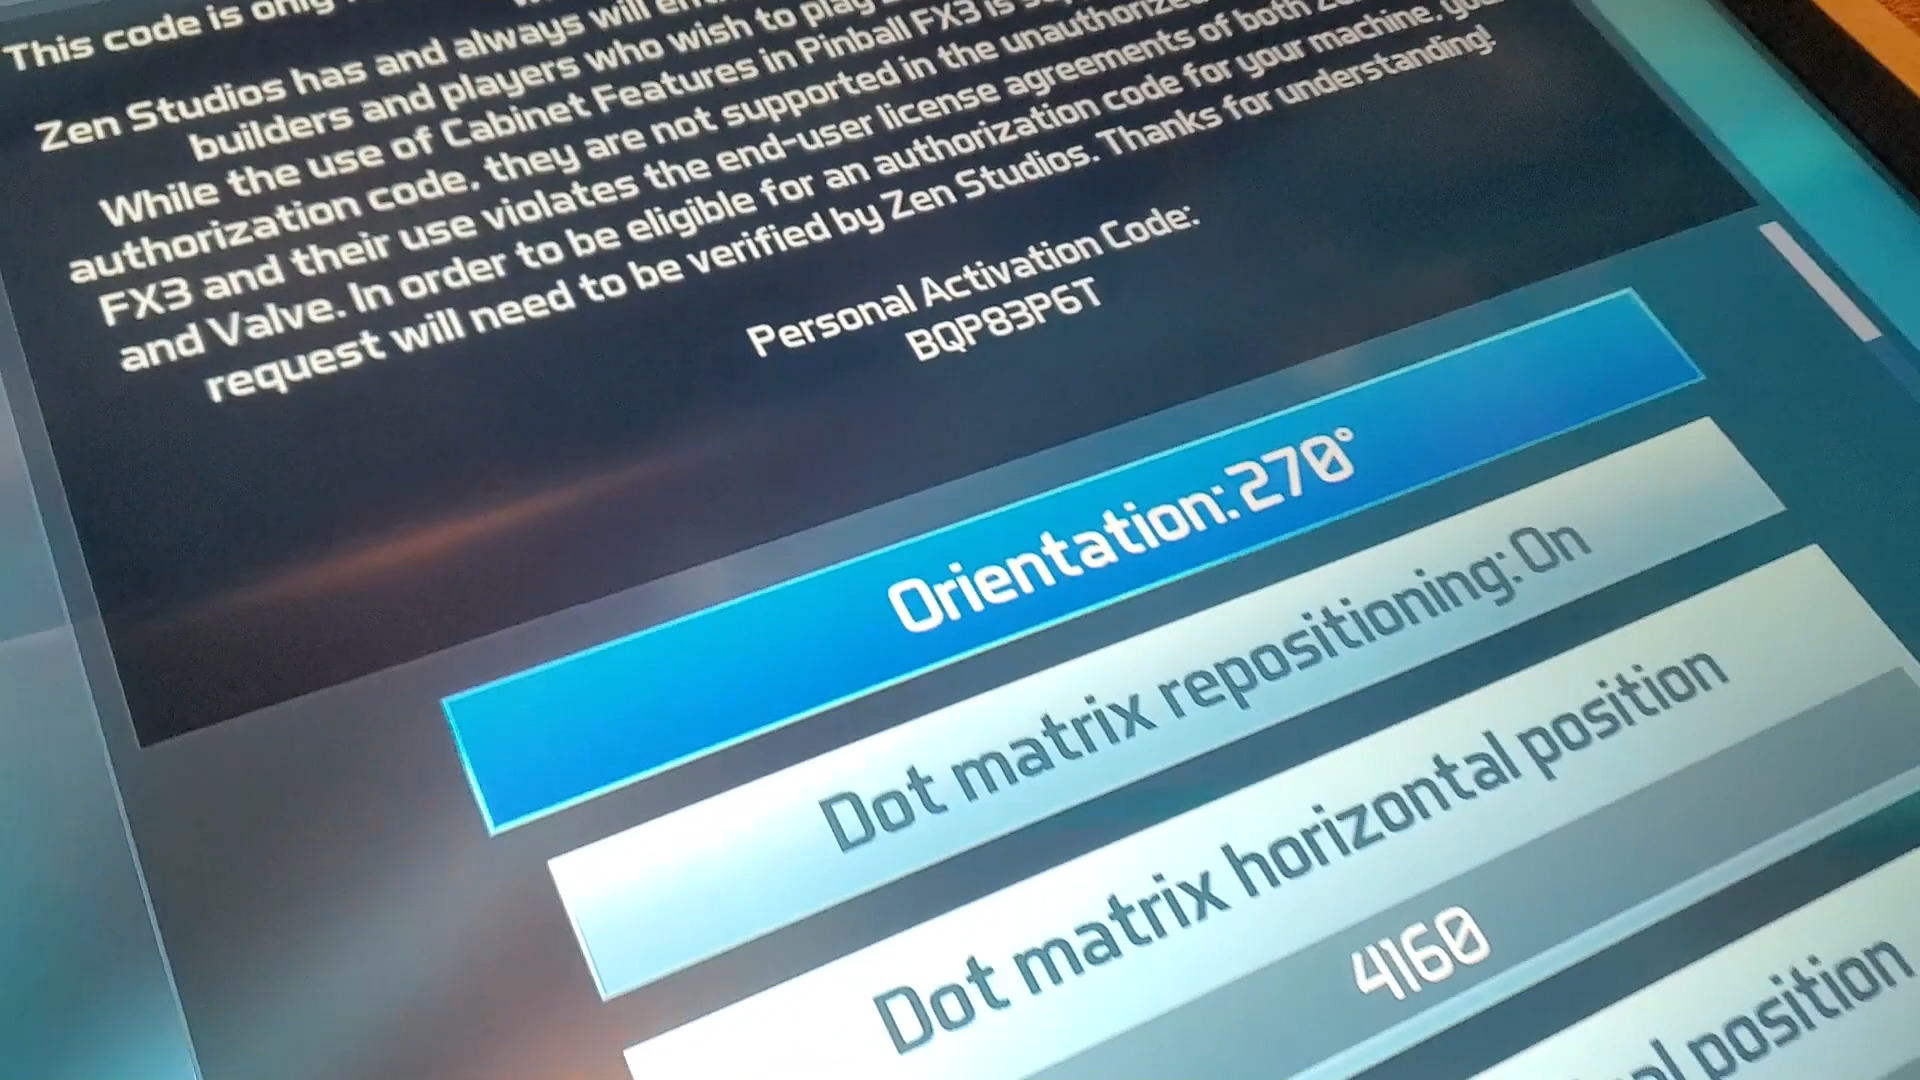 This code is only
Zen Studios has and always will
builders and players who wish to play
While the use of Cabinet Features in Pinball FX3 is
authorization code, they are not supported in the unauthorized
FX3 and their use violates the end-user license agreements of both
and Valve. In order to be eligible for an authorization code for your machine, your
request will need to be verified by Zen Studios. Thanks for understanding!
Personal Activation Code:
BQP83P6T
Orientation: 270°
Dot matrix repositioning: On
Dot matrix horizontal position
4160
position